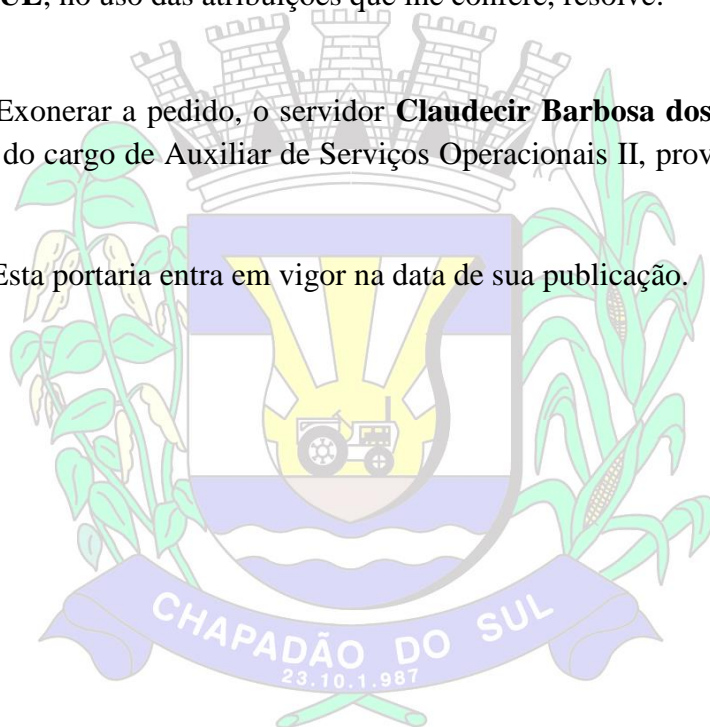 UL, no uso das atribuições que lhe confere, resolve:
Exonerar a pedido, o servidor Claudecir Barbosa dos
do cargo de Auxiliar de Serviços Operacionais II, prov
Esta portaria entra em vigor na data de sua publicação.
CHAPADÃO DO SUL
23.10.1.987